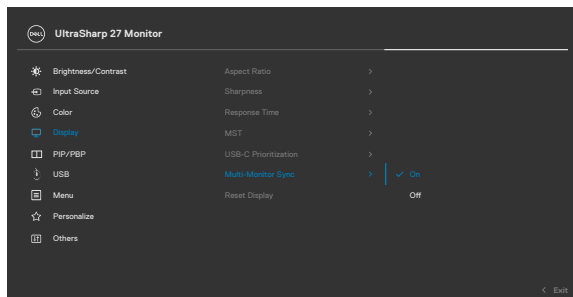 DELL UltraSharp 27 Monitor
Brightness/Contrast Aspect Ratio
Input Source Sharpness
Color Response Time
Display MST
PIP/PBP USB-C Prioritization
USB Multi-Monitor Sync On
Menu Reset Display Off
Personalize
Others
Exit